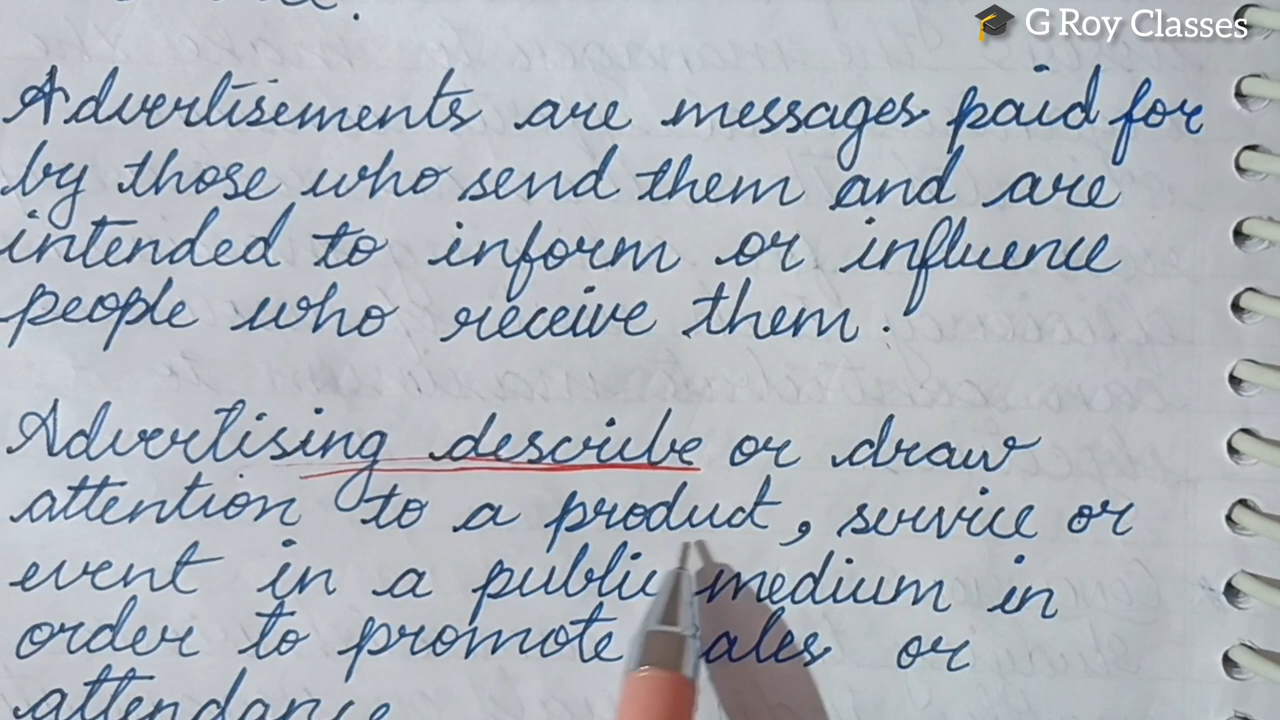 G Roy Classes
Advertisements are messages paid for
by those who send them and are
intended to inform or influence
people who receive them.
Advertising describe or draw
attention to a product, service or
event in a public medium in
order to promote sales or
attendance